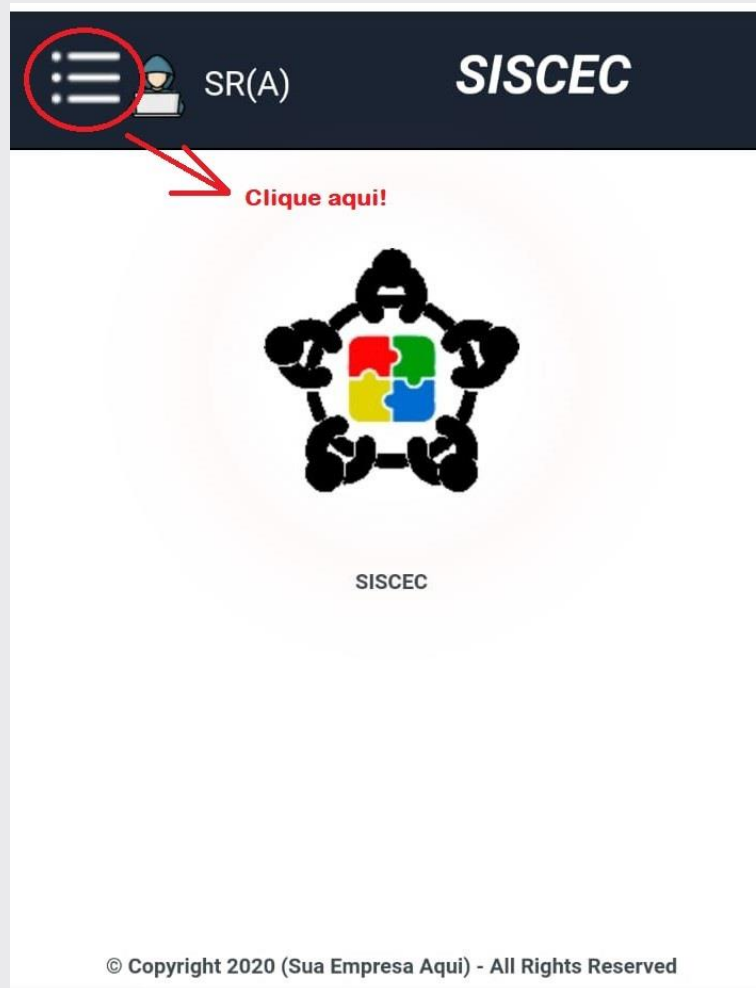 SR(A)
SISCEC
Clique aqui!
SISCEC
© Copyright 2020 (Sua Empresa Aqui) - All Rights Reserved